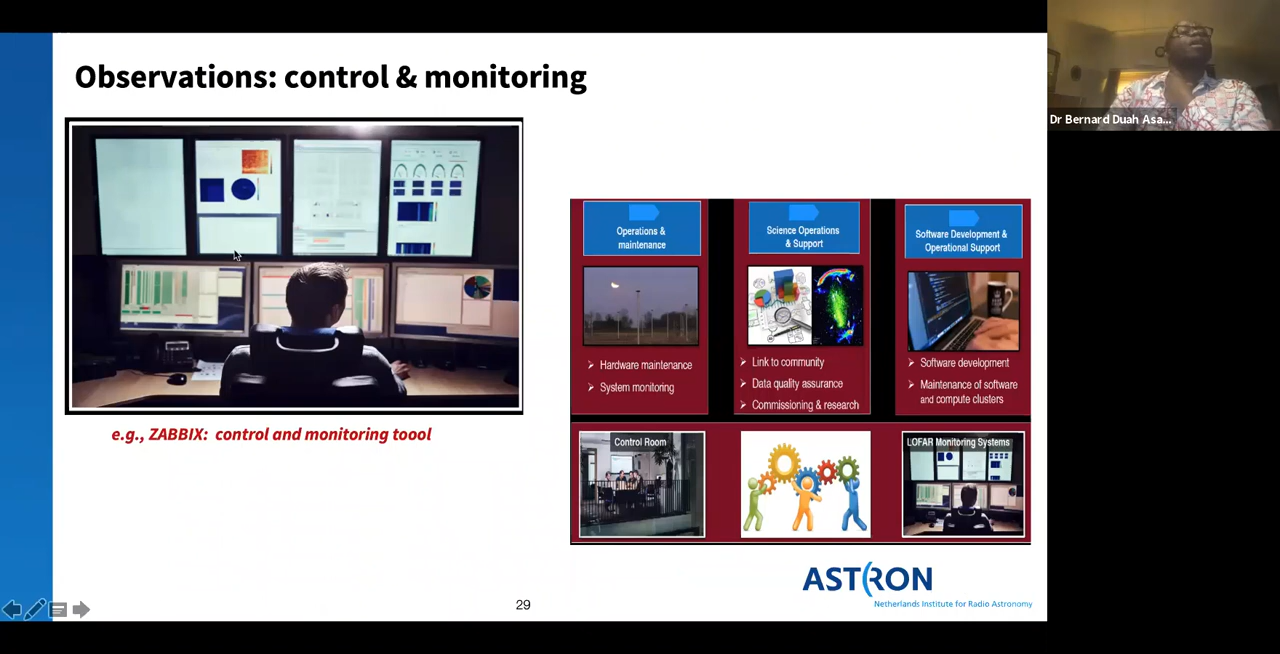 Observations: control & monitoring
Dr Bernard Duah Asa...
Operations &
maintenance
Science Operations
& Support
Software Development &
Operational Support
➢ Hardware maintenance
➢ System monitoring
➢ Link to community
➢ Data quality assurance
➢ Commissioning & research
➢ Software development
➢ Maintenance of software
and compute clusters
e.g., ZABBIX: control and monitoring toool
Control Room
LOFAR Monitoring Systems
ASTRON
Netherlands Institute for Radio Astronomy
29